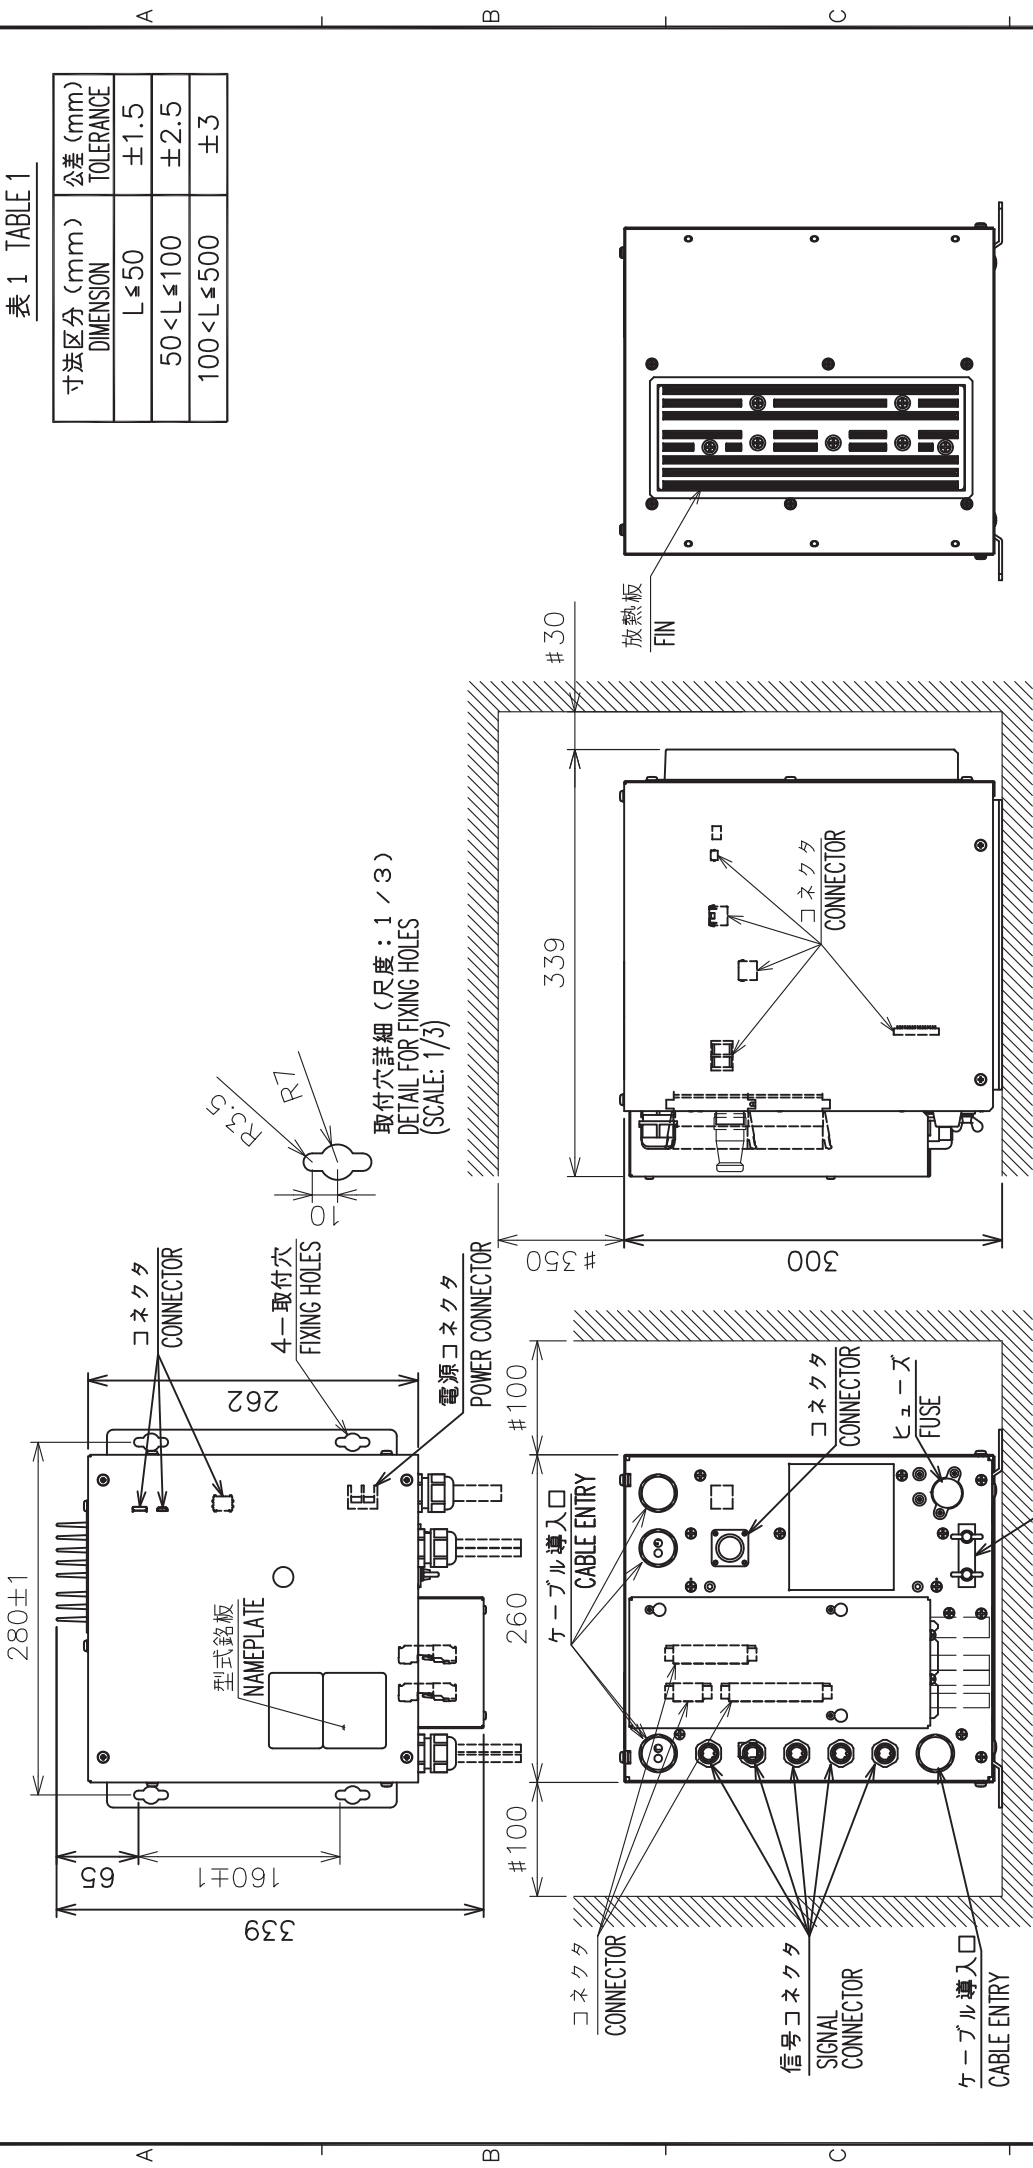 A
B
C
表1 TABLE 1
寸法区分 (mm)
DIMENSION
公差 (mm)
TOLERANCE
L≦50
±1.5
50<L≦100
±2.5
100<L≦500
±3
280±1
65
160±1
339
262
型式銘板
NAMEPLATE
コネクタ
CONNECTOR
4-取付穴
FIXING HOLES
電源コネクタ
POWER CONNECTOR
R3.5
R7
10
取付穴詳細 (尺度:1/3)
DETAIL FOR FIXING HOLES
(SCALE: 1/3)
#100
260
#100
ケーブル導入口
CABLE ENTRY
コネクタ
CONNECTOR
信号コネクタ
SIGNAL
CONNECTOR
ケーブル導入口
CABLE ENTRY
コネクタ
CONNECTOR
ヒューズ
FUSE
#350
300
339
#30
コネクタ
CONNECTOR
放熱板
FIN
A
B
C